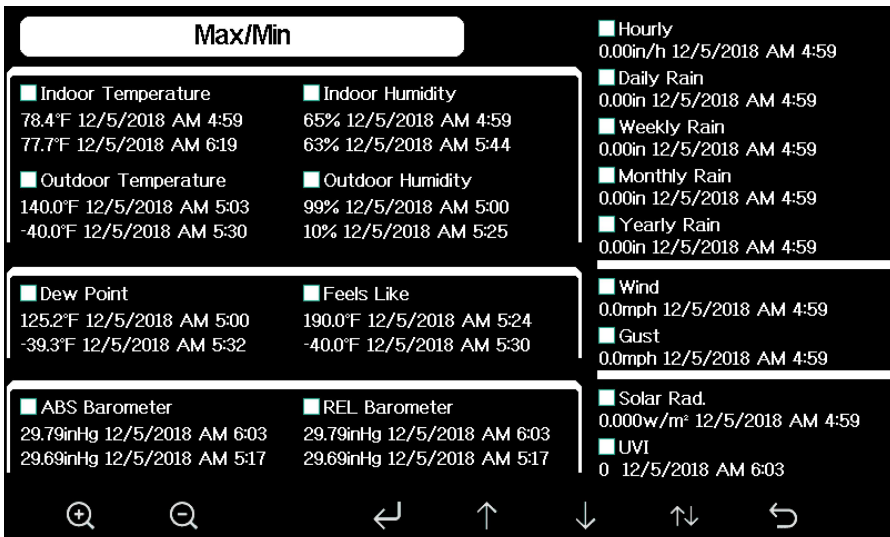 Max/Min
Indoor Temperature
78.4°F 12/5/2018 AM 4:59
77.7°F 12/5/2018 AM 6:19
Indoor Humidity
65% 12/5/2018 AM 4:59
63% 12/5/2018 AM 5:44
Outdoor Temperature
140.0°F 12/5/2018 AM 5:03
-40.0°F 12/5/2018 AM 5:30
Outdoor Humidity
99% 12/5/2018 AM 5:00
10% 12/5/2018 AM 5:25
Dew Point
125.2°F 12/5/2018 AM 5:00
-39.3°F 12/5/2018 AM 5:32
Feels Like
190.0°F 12/5/2018 AM 5:24
-40.0°F 12/5/2018 AM 5:30
ABS Barometer
29.79inHg 12/5/2018 AM 6:03
29.69inHg 12/5/2018 AM 5:17
REL Barometer
29.79inHg 12/5/2018 AM 6:03
29.69inHg 12/5/2018 AM 5:17
Hourly
0.00in/h 12/5/2018 AM 4:59
Daily Rain
0.00in 12/5/2018 AM 4:59
Weekly Rain
0.00in 12/5/2018 AM 4:59
Monthly Rain
0.00in 12/5/2018 AM 4:59
Yearly Rain
0.00in 12/5/2018 AM 4:59
Wind
0.0mph 12/5/2018 AM 4:59
Gust
0.0mph 12/5/2018 AM 4:59
Solar Rad.
0.000w/m² 12/5/2018 AM 4:59
UVI
0 12/5/2018 AM 6:03